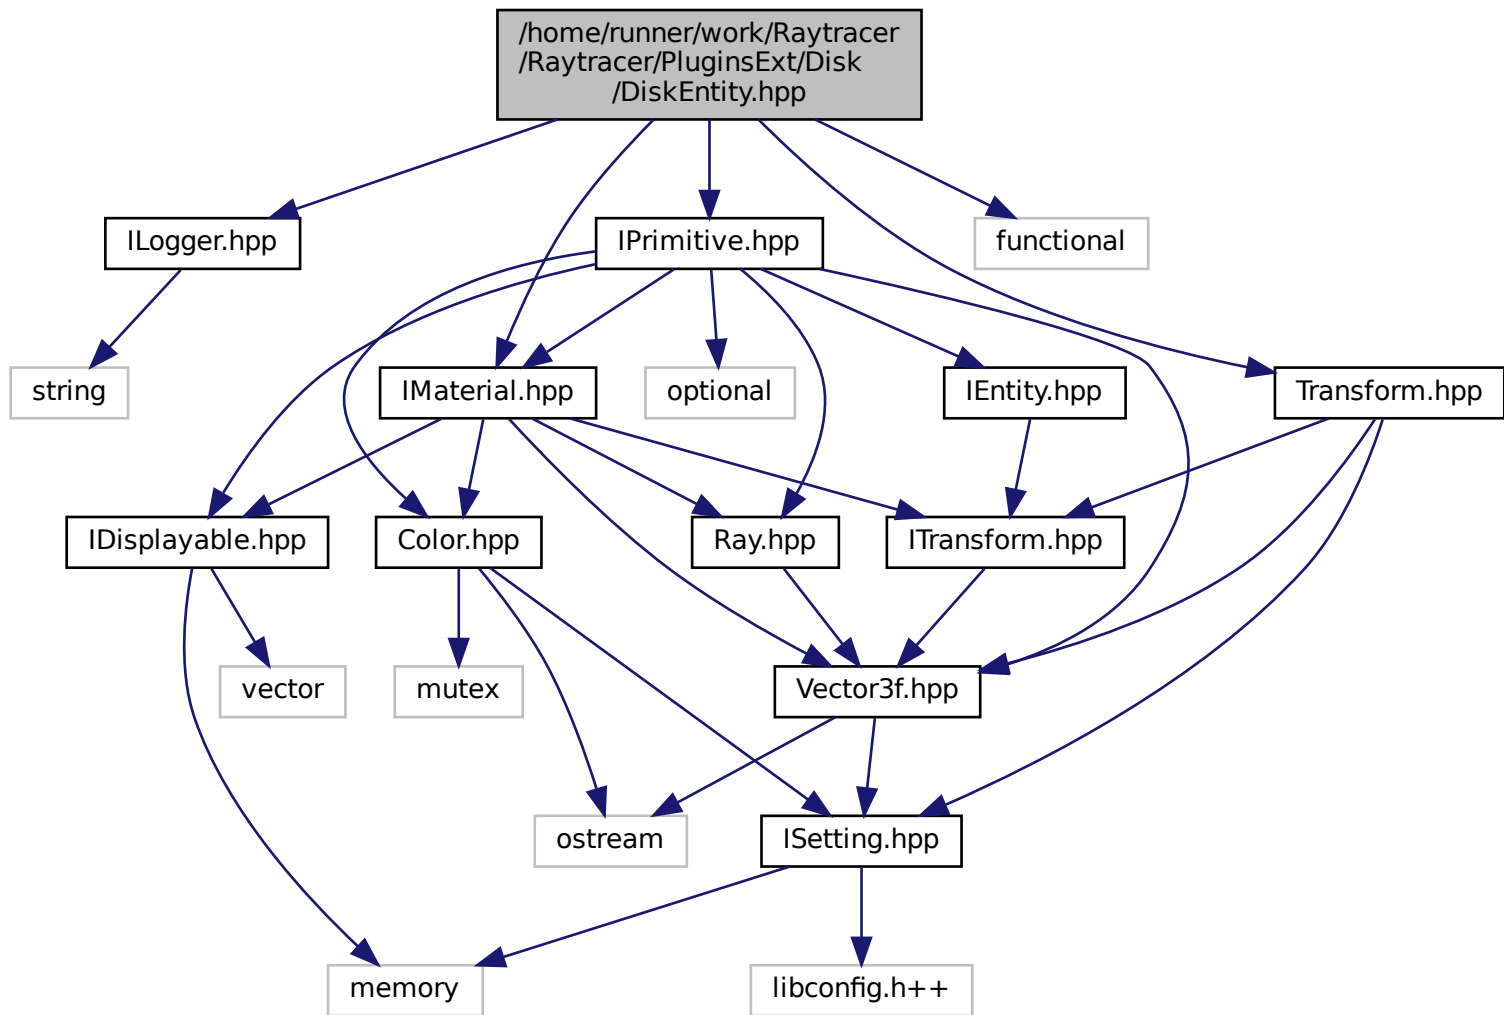 /home/runner/work/Raytracer
/Raytracer/PluginsExt/Disk
/DiskEntity.hpp
ILogger.hpp
IPrimitive.hpp
functional
string
IMaterial.hpp
optional
IEntity.hpp
Transform.hpp
IDisplayable.hpp
Color.hpp
Ray.hpp
ITransform.hpp
vector
mutex
Vector3f.hpp
ostream
ISetting.hpp
memory
libconfig.h++